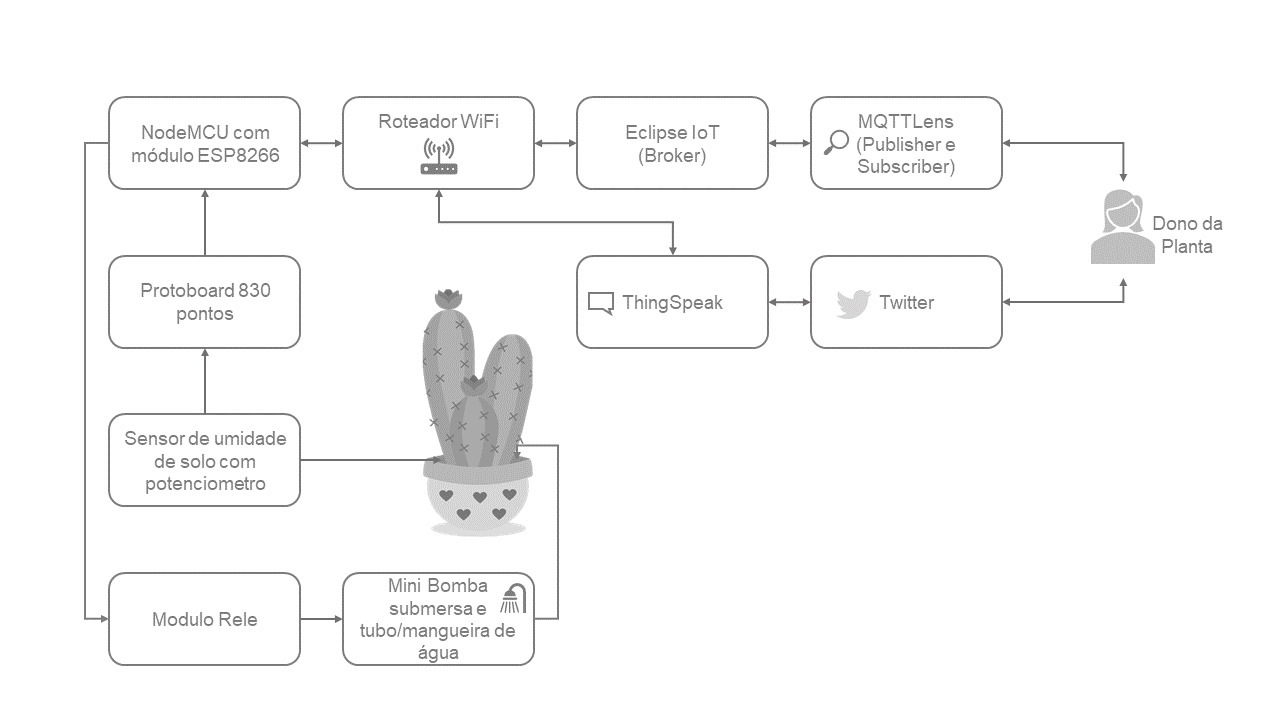 NodeMCU com
módulo ESP8266
Roteador WiFi
Eclipse IoT
(Broker)
MQTTLens
(Publisher e
Subscriber)
Dono da
Planta
Protoboard 830
pontos
ThingSpeak
Twitter
Sensor de umidade
de solo com
potenciometro
Modulo Rele
Mini Bomba
submersa e
tubo/mangueira de
água